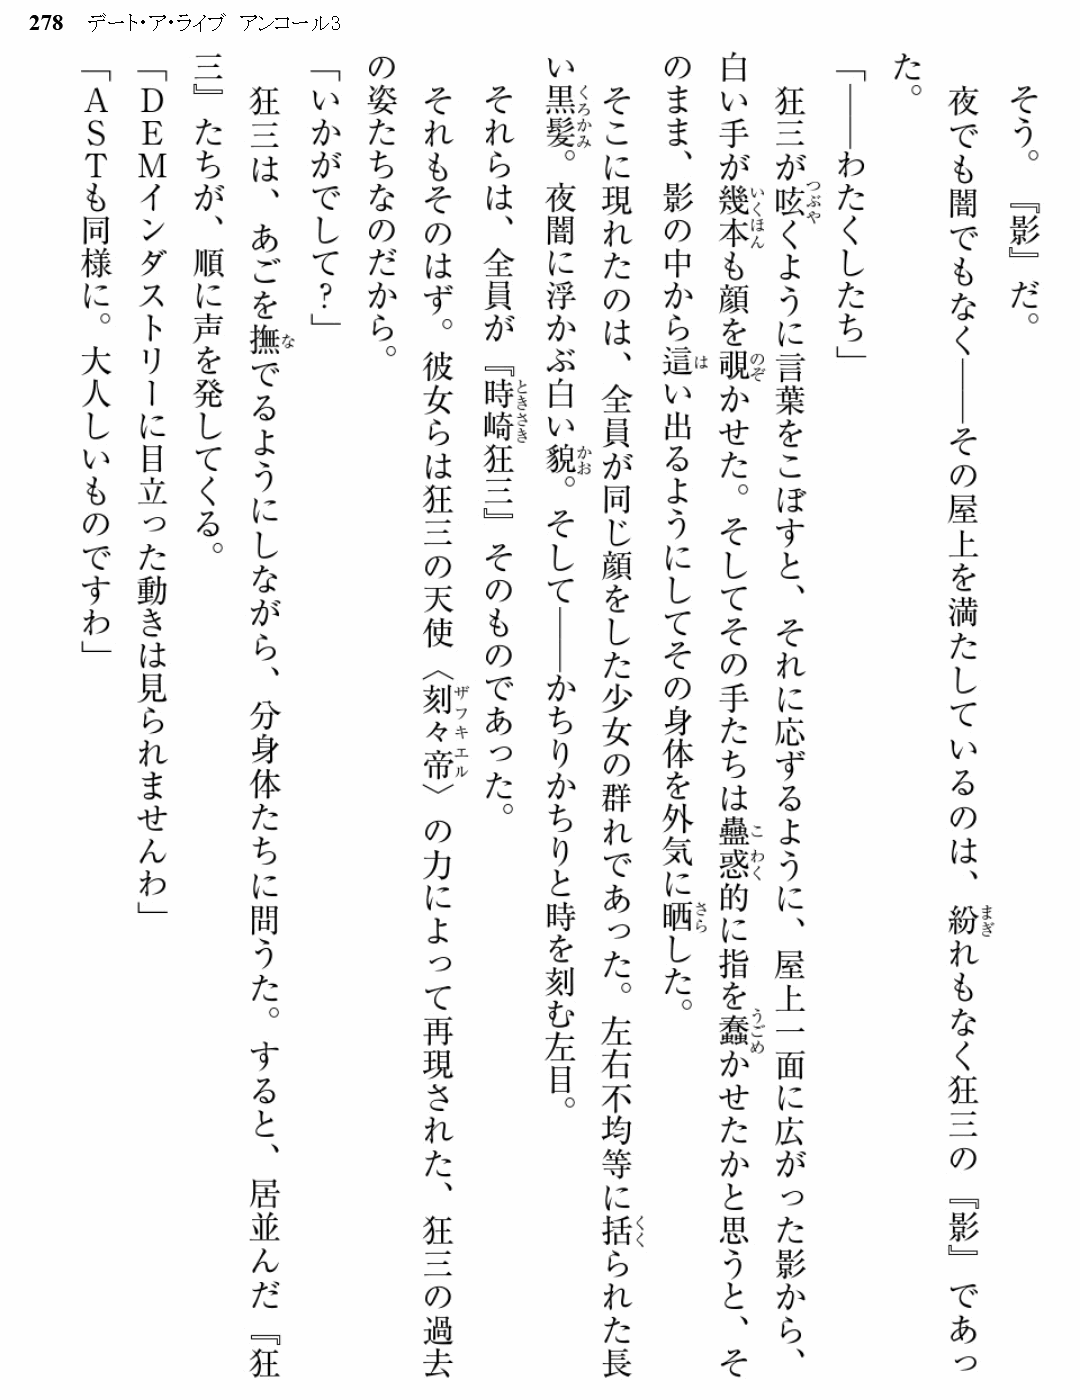 278 デート・ア・ライブ アンコール3
そう。『影』だ。
夜でも闇でもなく――その屋上を満たしているのは、紛れもなく狂三の『影』であっ
た。
「――わたくしたち」
狂三が呟くように言葉をこぼすと、それに応ずるように、屋上一面に広がった影から、
白い手が幾本も顔を覗かせた。そしてその手たちは蠱惑的に指を蠢かせたかと思うと、そ
のまま、影の中から這い出るようにしてその身体を外気に晒した。
そこに現れたのは、全員が同じ顔をした少女の群れであった。左右不均等に括られた長
い黒髪。夜闇に浮かぶ白い貌。そして――かちりかちりと時を刻む左目。
それらは、全員が『時崎狂三』そのものであった。
それもそのはず。彼女らは狂三の天使〈刻々帝〉の力によって再現された、狂三の過去
の姿たちなのだから。
「いかがでして?」
狂三は、あごを撫でるようにしながら、分身体たちに問うた。すると、居並んだ『狂
三』たちが、順に声を発してくる。
「DEMインダストリーに目立った動きは見られませんわ」
「ASTも同様に。大人しいものですわ」